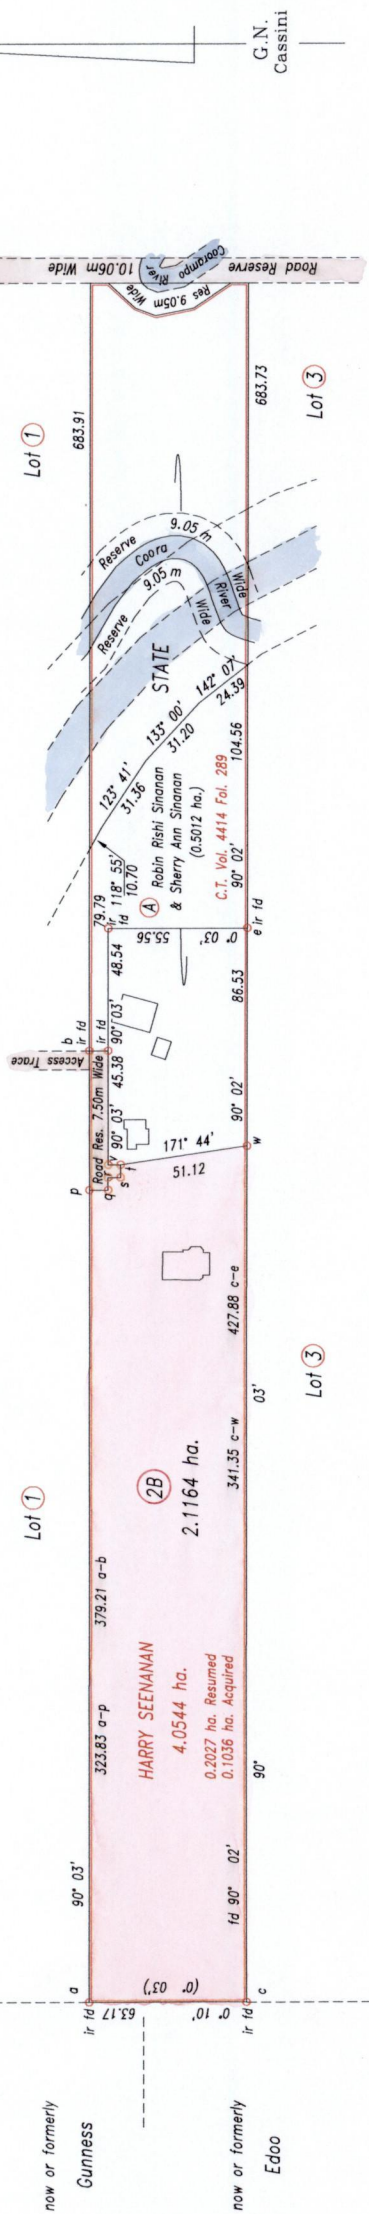 now or formerly
Gunness
now or formerly
Edoo
Lot 1
Lot 1
a
90° 03'
323.83 a-p
379.21 a-b
p
b
ir fd
Access Trace
Road Res. 7.50m Wide
ir fd
q
r
s
t
v
90° 03'
45.38
90° 03'
48.54
79.79
ir fd
118° 55'
10.70
123° 41'
31.36
133° 00'
31.20
142° 07'
24.39
683.91
ir fd
63.17
(0° 03')
0° 10'
ir fd
c
HARRY SEENANAN
4.0544 ha.
0.2027 ha. Resumed
0.1036 ha. Acquired
2B
2.1164 ha.
fd 90° 02'
90° 03'
341.35 c-w
427.88 c-e
171° 44'
51.12
w
90° 02'
86.53
55.56
0° 03'
e ir fd
A
Robin Rishi Sinanan
& Sherry Ann Sinanan
(0.5012 ha.)
C.T. Vol. 4414 Fol. 289
90° 02'
104.56
STATE
Reserve
9.05 m
Wide
Coora
River
Reserve
9.05 m
Wide
683.73
Res 9.05m Wide
Coorampo
River
Road Reserve
10.06m Wide
Lot 3
Lot 3
G.N.
Cassini